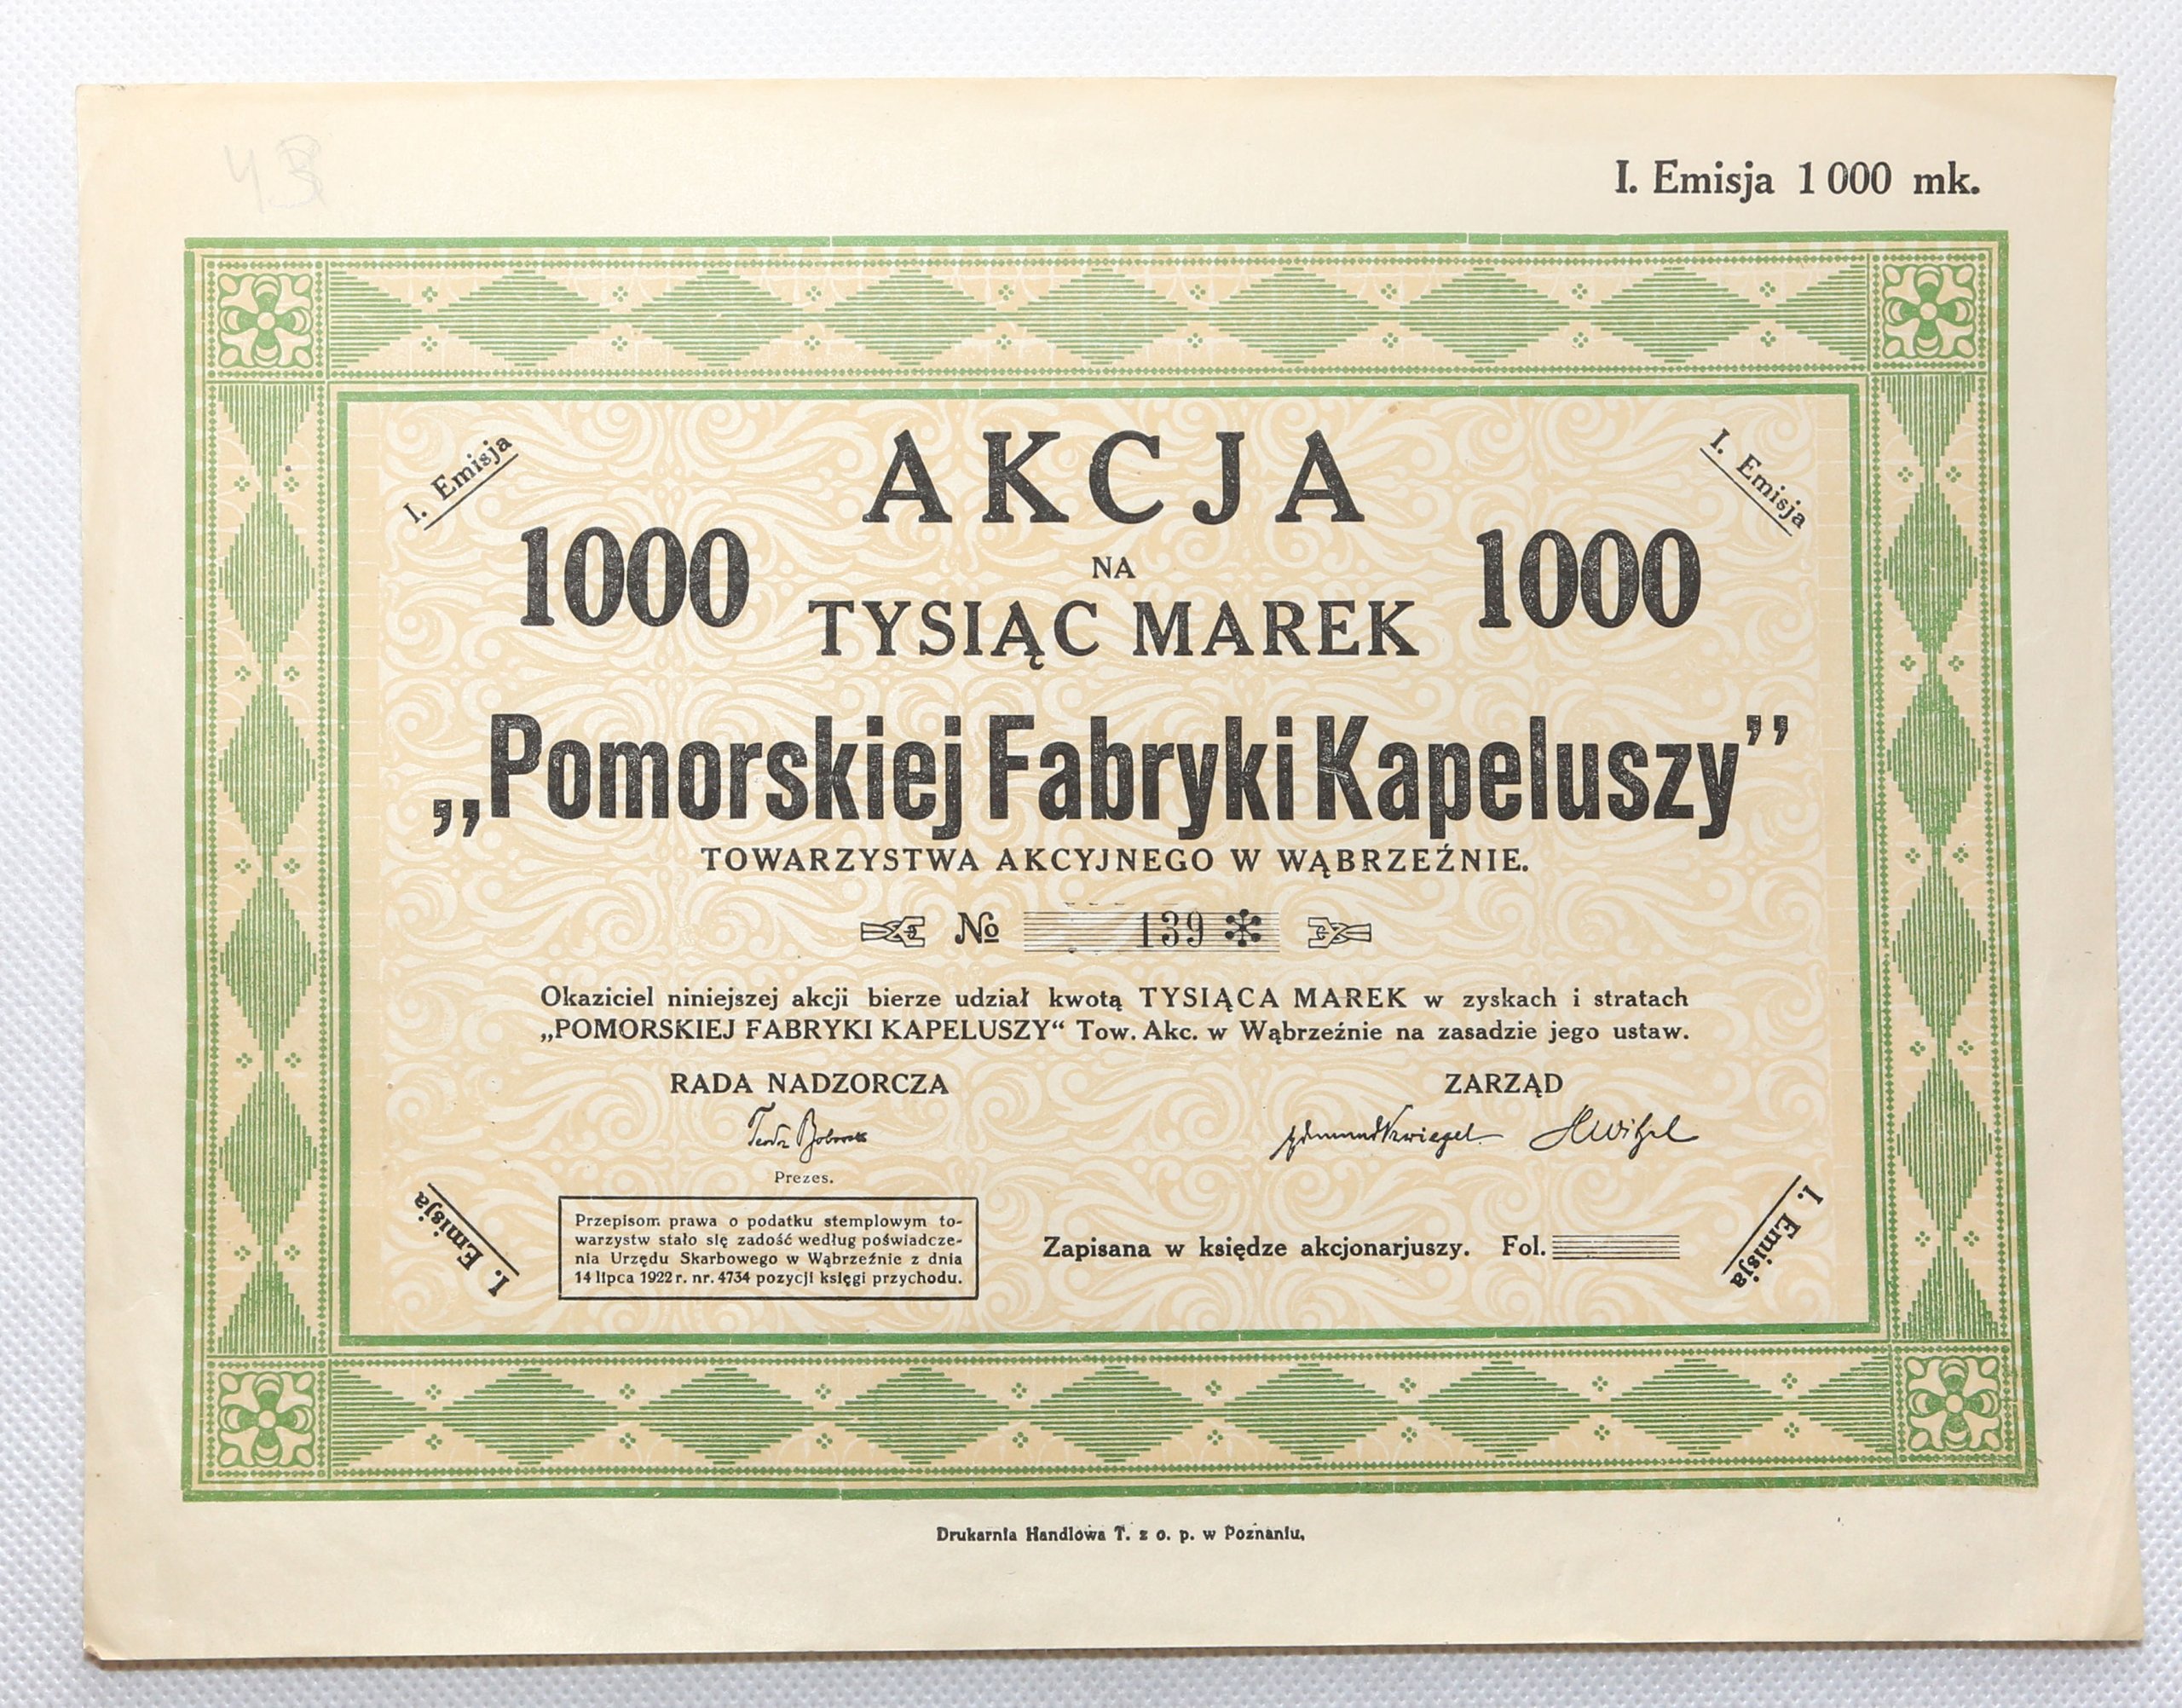 I. Emisja 1000 mk.
I. Emisja
I. Emisja
AKCJA
1000
NA
1000
TYSIĄC MAREK
„Pomorskiej Fabryki Kapeluszy”
TOWARZYSTWA AKCYJNEGO W WĄBRZEŹNIE.
No 139
Okaziciel niniejszej akcji bierze udział kwotą TYSIĄCA MAREK w zyskach i stratach
„POMORSKIEJ FABRYKI KAPELUSZY“ Tow. Akc. w Wąbrzeźnie na zasadzie jego ustaw.
RADA NADZORCZA
ZARZĄD
Prezes.
Przepisom prawa o podatku stemplowym to-
warzystw stało się zadość według poświadcze-
nia Urzędu Skarbowego w Wąbrzeźnie z dnia
14 lipca 1922 r. nr. 4734 pozycji księgi przychodu.
Zapisana w księdze akcjonarjuszy. Fol.
I. Emisja
I. Emisja
Drukarnia Handlowa T. z o. p. w Poznaniu,